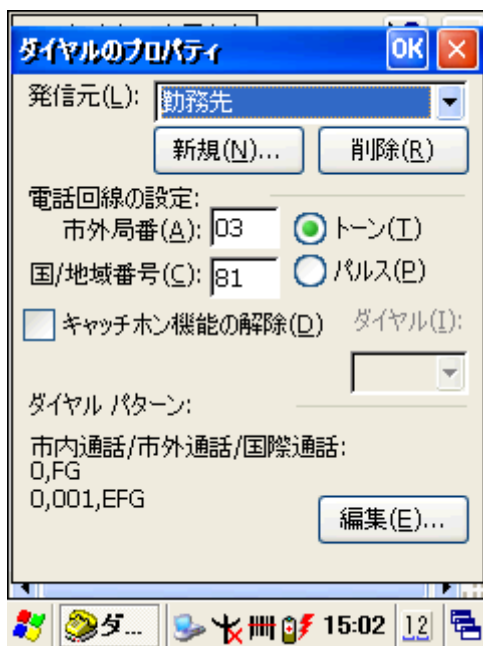 ダイヤルのプロパティ OK
発信元(L): 勤務先
新規(N)... 削除(R)
電話回線の設定:
市外局番(A): 03 トーン(T)
国/地域番号(C): 81 パルス(P)
キャッチホン機能の解除(D) ダイヤル(I):
ダイヤル パターン:
市内通話/市外通話/国際通話:
0,FG
0,001,EFG
編集(E)...
ダ... 15:02 12